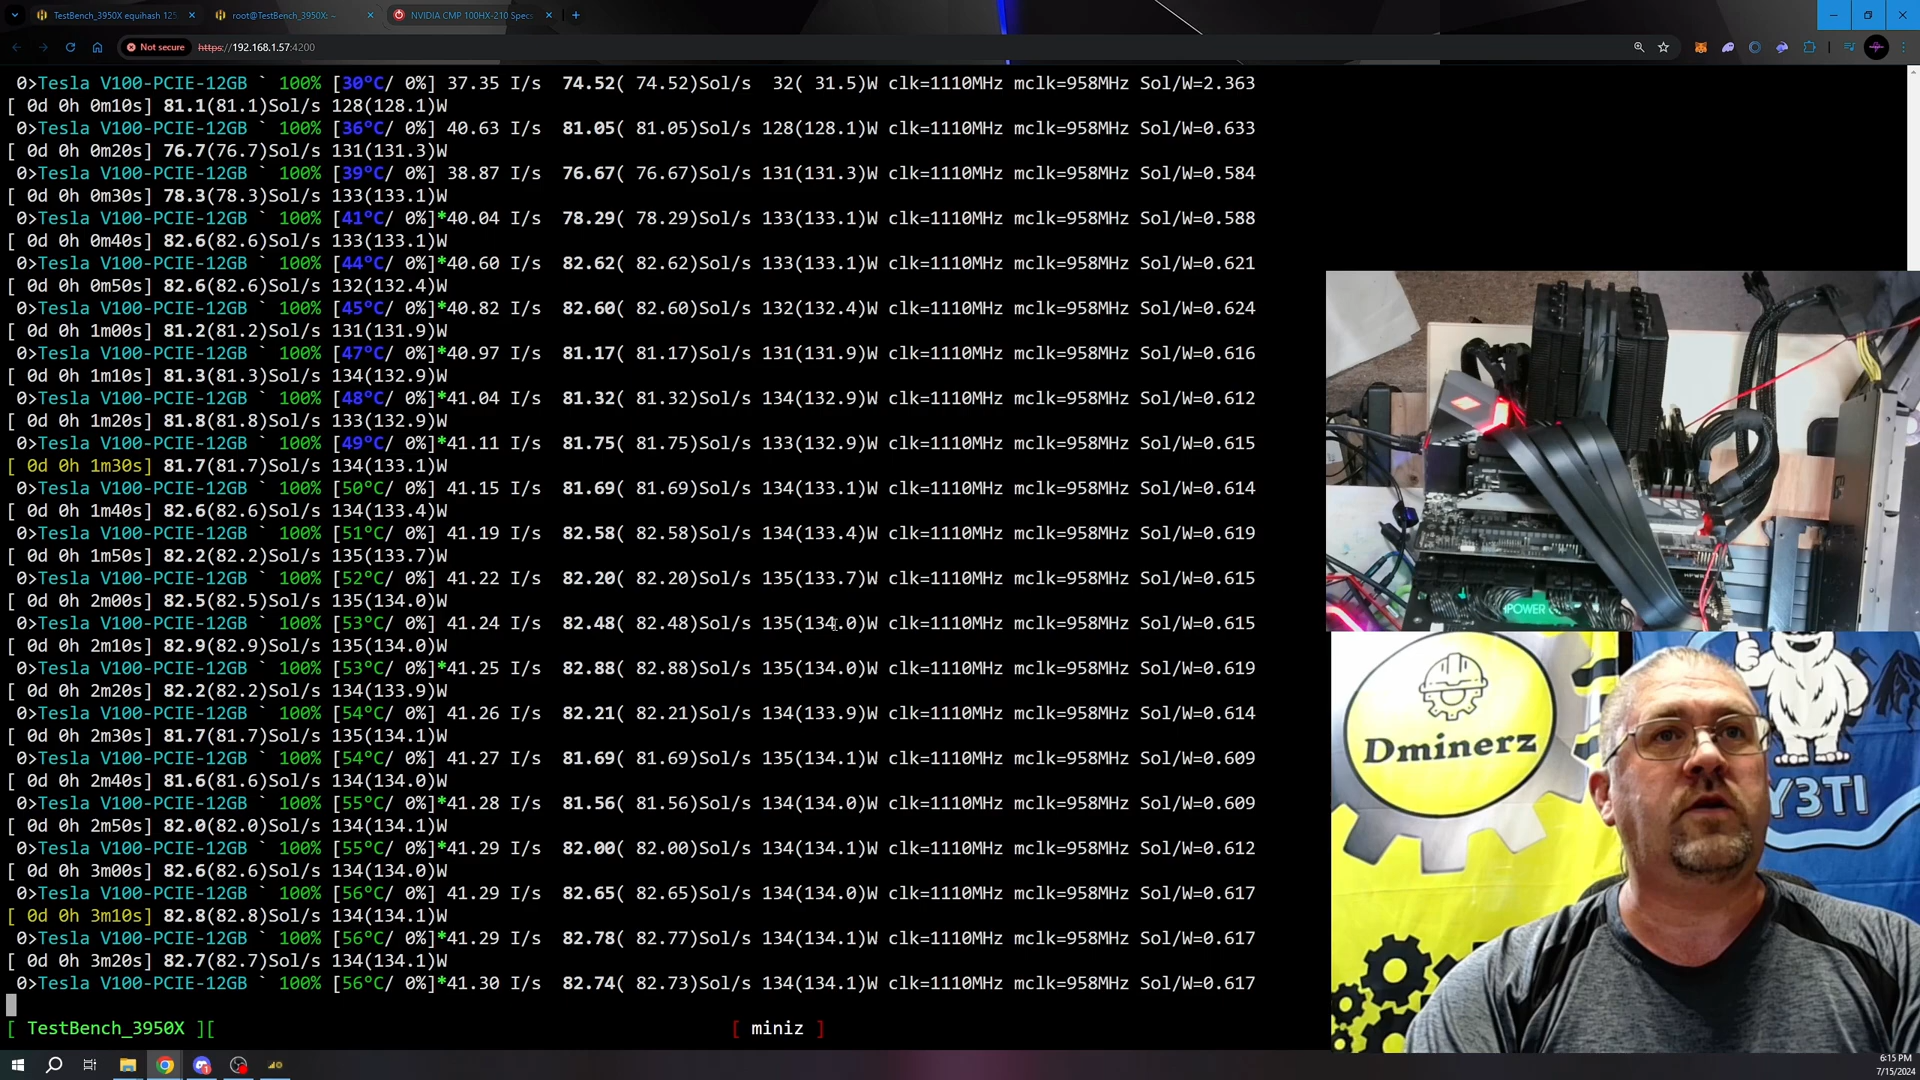 TestBench_3950X equihash 125
root@TestBench_3950X: ~
NVIDIA CMP 100HX-210 Specs
Not secure https://192.168.1.57:4200
0>Tesla V100-PCIE-12GB ` 100% [30°C/ 0%] 37.35 I/s 74.52( 74.52)Sol/s 32( 31.5)W clk=1110MHz mclk=958MHz Sol/W=2.363
[ 0d 0h 0m10s] 81.1(81.1)Sol/s 128(128.1)W
0>Tesla V100-PCIE-12GB ` 100% [36°C/ 0%] 40.63 I/s 81.05( 81.05)Sol/s 128(128.1)W clk=1110MHz mclk=958MHz Sol/W=0.633
[ 0d 0h 0m20s] 76.7(76.7)Sol/s 131(131.3)W
0>Tesla V100-PCIE-12GB ` 100% [39°C/ 0%] 38.87 I/s 76.67( 76.67)Sol/s 131(131.3)W clk=1110MHz mclk=958MHz Sol/W=0.584
[ 0d 0h 0m30s] 78.3(78.3)Sol/s 133(133.1)W
0>Tesla V100-PCIE-12GB ` 100% [41°C/ 0%]*40.04 I/s 78.29( 78.29)Sol/s 133(133.1)W clk=1110MHz mclk=958MHz Sol/W=0.588
[ 0d 0h 0m40s] 82.6(82.6)Sol/s 133(133.1)W
0>Tesla V100-PCIE-12GB ` 100% [44°C/ 0%]*40.60 I/s 82.62( 82.62)Sol/s 133(133.1)W clk=1110MHz mclk=958MHz Sol/W=0.621
[ 0d 0h 0m50s] 82.6(82.6)Sol/s 132(132.4)W
0>Tesla V100-PCIE-12GB ` 100% [45°C/ 0%]*40.82 I/s 82.60( 82.60)Sol/s 132(132.4)W clk=1110MHz mclk=958MHz Sol/W=0.624
[ 0d 0h 1m00s] 81.2(81.2)Sol/s 131(131.9)W
0>Tesla V100-PCIE-12GB ` 100% [47°C/ 0%]*40.97 I/s 81.17( 81.17)Sol/s 131(131.9)W clk=1110MHz mclk=958MHz Sol/W=0.616
[ 0d 0h 1m10s] 81.3(81.3)Sol/s 134(132.9)W
0>Tesla V100-PCIE-12GB ` 100% [48°C/ 0%]*41.04 I/s 81.32( 81.32)Sol/s 134(132.9)W clk=1110MHz mclk=958MHz Sol/W=0.612
[ 0d 0h 1m20s] 81.8(81.8)Sol/s 133(132.9)W
0>Tesla V100-PCIE-12GB ` 100% [49°C/ 0%]*41.11 I/s 81.75( 81.75)Sol/s 133(132.9)W clk=1110MHz mclk=958MHz Sol/W=0.615
[ 0d 0h 1m30s] 81.7(81.7)Sol/s 134(133.1)W
0>Tesla V100-PCIE-12GB ` 100% [50°C/ 0%] 41.15 I/s 81.69( 81.69)Sol/s 134(133.1)W clk=1110MHz mclk=958MHz Sol/W=0.614
[ 0d 0h 1m40s] 82.6(82.6)Sol/s 134(133.4)W
0>Tesla V100-PCIE-12GB ` 100% [51°C/ 0%] 41.19 I/s 82.58( 82.58)Sol/s 134(133.4)W clk=1110MHz mclk=958MHz Sol/W=0.619
[ 0d 0h 1m50s] 82.2(82.2)Sol/s 135(133.7)W
0>Tesla V100-PCIE-12GB ` 100% [52°C/ 0%] 41.22 I/s 82.20( 82.20)Sol/s 135(133.7)W clk=1110MHz mclk=958MHz Sol/W=0.615
[ 0d 0h 2m00s] 82.5(82.5)Sol/s 135(134.0)W
0>Tesla V100-PCIE-12GB ` 100% [53°C/ 0%] 41.24 I/s 82.48( 82.48)Sol/s 135(134.0)W clk=1110MHz mclk=958MHz Sol/W=0.615
[ 0d 0h 2m10s] 82.9(82.9)Sol/s 135(134.0)W
0>Tesla V100-PCIE-12GB ` 100% [53°C/ 0%]*41.25 I/s 82.88( 82.88)Sol/s 135(134.0)W clk=1110MHz mclk=958MHz Sol/W=0.619
[ 0d 0h 2m20s] 82.2(82.2)Sol/s 134(133.9)W
0>Tesla V100-PCIE-12GB ` 100% [54°C/ 0%]*41.26 I/s 82.21( 82.21)Sol/s 134(133.9)W clk=1110MHz mclk=958MHz Sol/W=0.614
[ 0d 0h 2m30s] 81.7(81.7)Sol/s 135(134.1)W
0>Tesla V100-PCIE-12GB ` 100% [54°C/ 0%]*41.27 I/s 81.69( 81.69)Sol/s 135(134.1)W clk=1110MHz mclk=958MHz Sol/W=0.609
[ 0d 0h 2m40s] 81.6(81.6)Sol/s 134(134.0)W
0>Tesla V100-PCIE-12GB ` 100% [55°C/ 0%]*41.28 I/s 81.56( 81.56)Sol/s 134(134.0)W clk=1110MHz mclk=958MHz Sol/W=0.609
[ 0d 0h 2m50s] 82.0(82.0)Sol/s 134(134.1)W
0>Tesla V100-PCIE-12GB ` 100% [55°C/ 0%]*41.29 I/s 82.00( 82.00)Sol/s 134(134.1)W clk=1110MHz mclk=958MHz Sol/W=0.612
[ 0d 0h 3m00s] 82.6(82.6)Sol/s 134(134.0)W
0>Tesla V100-PCIE-12GB ` 100% [56°C/ 0%] 41.29 I/s 82.65( 82.65)Sol/s 134(134.0)W clk=1110MHz mclk=958MHz Sol/W=0.617
[ 0d 0h 3m10s] 82.8(82.8)Sol/s 134(134.1)W
0>Tesla V100-PCIE-12GB ` 100% [56°C/ 0%]*41.29 I/s 82.78( 82.77)Sol/s 134(134.1)W clk=1110MHz mclk=958MHz Sol/W=0.617
[ 0d 0h 3m20s] 82.7(82.7)Sol/s 134(134.1)W
0>Tesla V100-PCIE-12GB ` 100% [56°C/ 0%]*41.30 I/s 82.74( 82.73)Sol/s 134(134.1)W clk=1110MHz mclk=958MHz Sol/W=0.617
[ TestBench_3950X ][ [ miniz ]
Dminerz
Y3TI
6:15 PM
7/15/2024